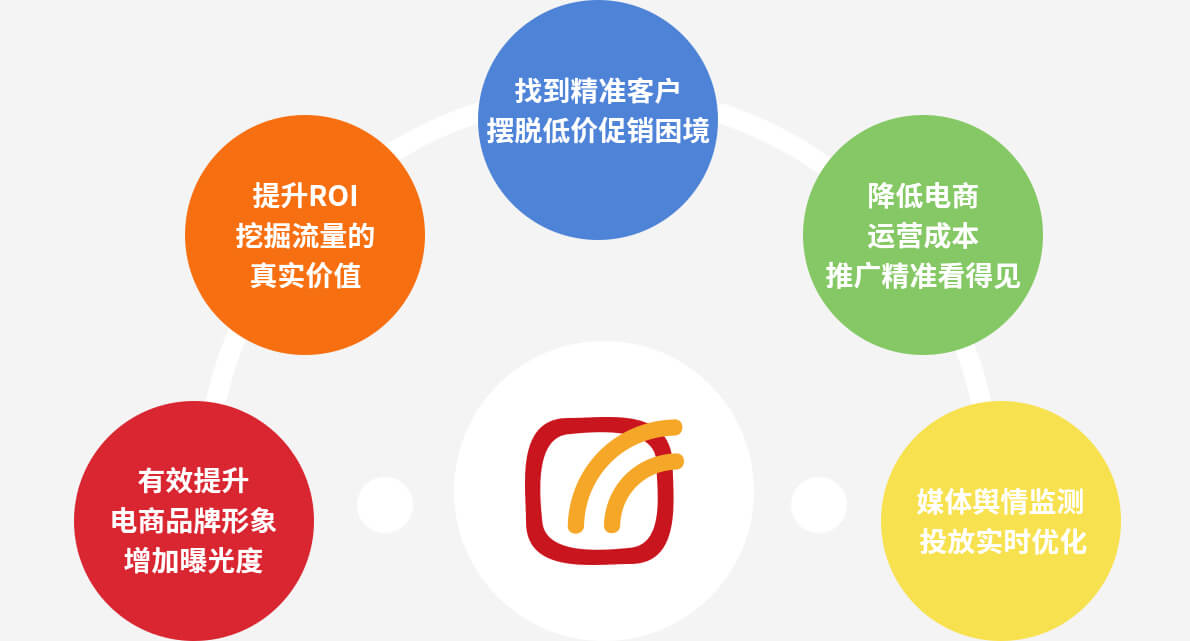 找到精准客户
摆脱低价促销困境
提升ROI
挖掘流量的
真实价值
降低电商
运营成本
推广精准看得见
有效提升
电商品牌形象
增加曝光度
媒体舆情监测
投放实时优化